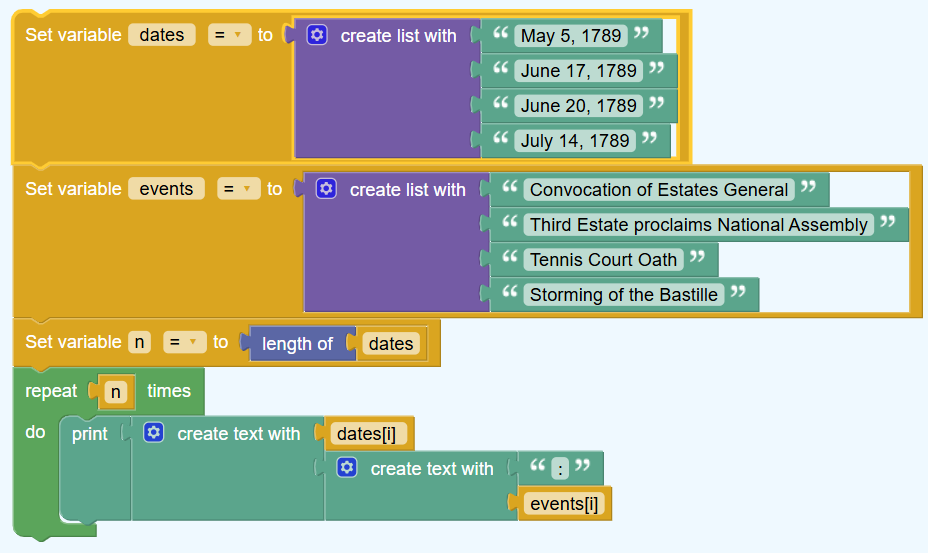 Set variable dates = ▾ to create list with “ May 5, 1789 ”
“ June 17, 1789 ”
“ June 20, 1789 ”
“ July 14, 1789 ”
Set variable events = ▾ to create list with “ Convocation of Estates General ”
“ Third Estate proclaims National Assembly ”
“ Tennis Court Oath ”
“ Storming of the Bastille ”
Set variable n = ▾ to length of dates
repeat n times
do print create text with dates[i]
create text with “ : ”
events[i]